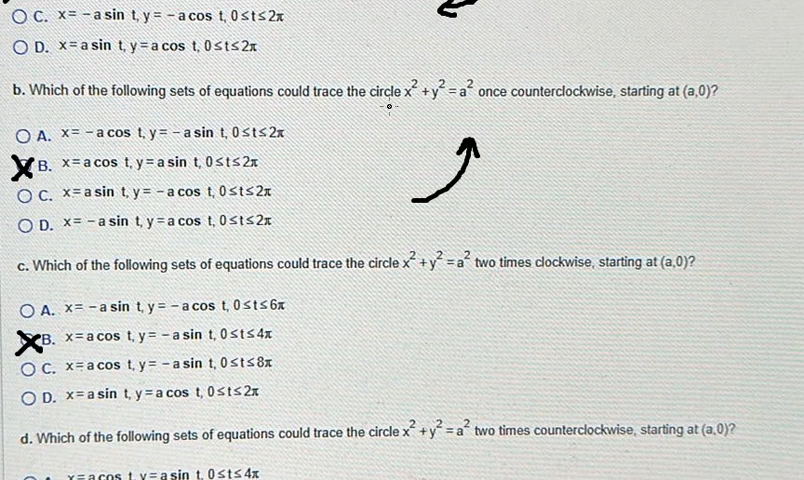 C. x= - a sin t, y= - a cos t, 0≤t≤2π
D. x= a sin t, y= a cos t, 0≤t≤2π
b. Which of the following sets of equations could trace the circle x² + y² = a² once counterclockwise, starting at (a,0)?
A. x= - a cos t, y= - a sin t, 0≤t≤2π
B. x= a cos t, y= a sin t, 0≤t≤2π
C. x= a sin t, y= - a cos t, 0≤t≤2π
D. x= - a sin t, y= a cos t, 0≤t≤2π
c. Which of the following sets of equations could trace the circle x² + y² = a² two times clockwise, starting at (a,0)?
A. x= - a sin t, y= - a cos t, 0≤t≤6π
B. x= a cos t, y= - a sin t, 0≤t≤4π
C. x= a cos t, y= - a sin t, 0≤t≤8π
D. x= a sin t, y= a cos t, 0≤t≤2π
d. Which of the following sets of equations could trace the circle x² + y² = a² two times counterclockwise, starting at (a,0)?
A. x= a cos t, y= a sin t, 0≤t≤4π